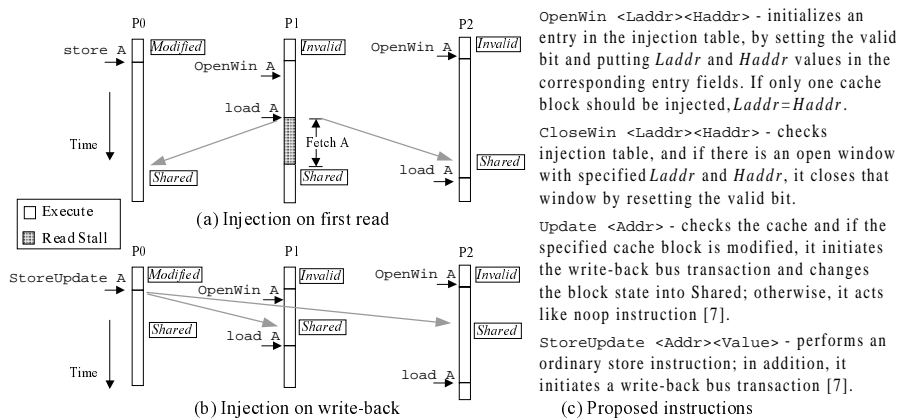 P0
P1
P2
store A
Modified
Invalid
OpenWin A
Invalid
OpenWin A
load A
Time
Fetch A
Shared
Shared
Shared
load A
(a) Injection on first read
Execute
Read Stall
P0
P1
P2
StoreUpdate A
Modified
Invalid
OpenWin A
Invalid
OpenWin A
Shared
Shared
Shared
load A
Time
load A
(b) Injection on write-back
OpenWin <Laddr><Haddr> - initializes an
entry in the injection table, by setting the valid
bit and putting Laddr and Haddr values in the
corresponding entry fields. If only one cache
block should be injected, Laddr=Haddr.
CloseWin <Laddr><Haddr> - checks
injection table, and if there is an open window
with specified Laddr and Haddr, it closes that
window by resetting the valid bit.
Update <Addr> - checks the cache and if the
specified cache block is modified, it initiates
the write-back bus transaction and changes
the block state into Shared; otherwise, it acts
like noop instruction [7].
StoreUpdate <Addr><Value> - performs an
ordinary store instruction; in addition, it
initiates a write-back bus transaction [7].
(c) Proposed instructions